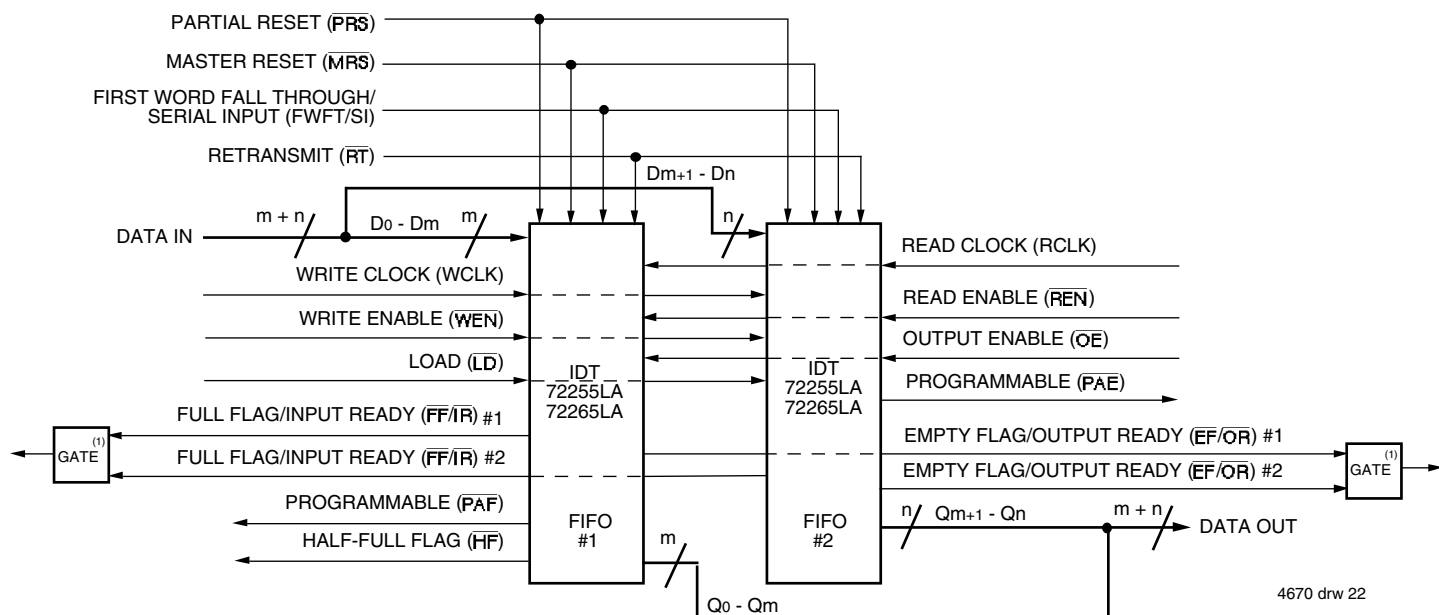 PARTIAL RESET (PRS)
MASTER RESET (MRS)
FIRST WORD FALL THROUGH/
SERIAL INPUT (FWFT/SI)
RETRANSMIT (RT)
Dm+1 - Dn
m + n
D0 - Dm
m
n
DATA IN
READ CLOCK (RCLK)
WRITE CLOCK (WCLK)
READ ENABLE (REN)
WRITE ENABLE (WEN)
OUTPUT ENABLE (OE)
LOAD (LD)
IDT
72255LA
72265LA
IDT
72255LA
72265LA
PROGRAMMABLE (PAE)
FULL FLAG/INPUT READY (FF/IR) #1
EMPTY FLAG/OUTPUT READY (EF/OR) #1
(1)
GATE
(1)
GATE
FULL FLAG/INPUT READY (FF/IR) #2
EMPTY FLAG/OUTPUT READY (EF/OR) #2
PROGRAMMABLE (PAF)
FIFO
#1
FIFO
#2
n
Qm+1 - Qn
m + n
DATA OUT
HALF-FULL FLAG (HF)
m
Q0 - Qm
4670 drw 22